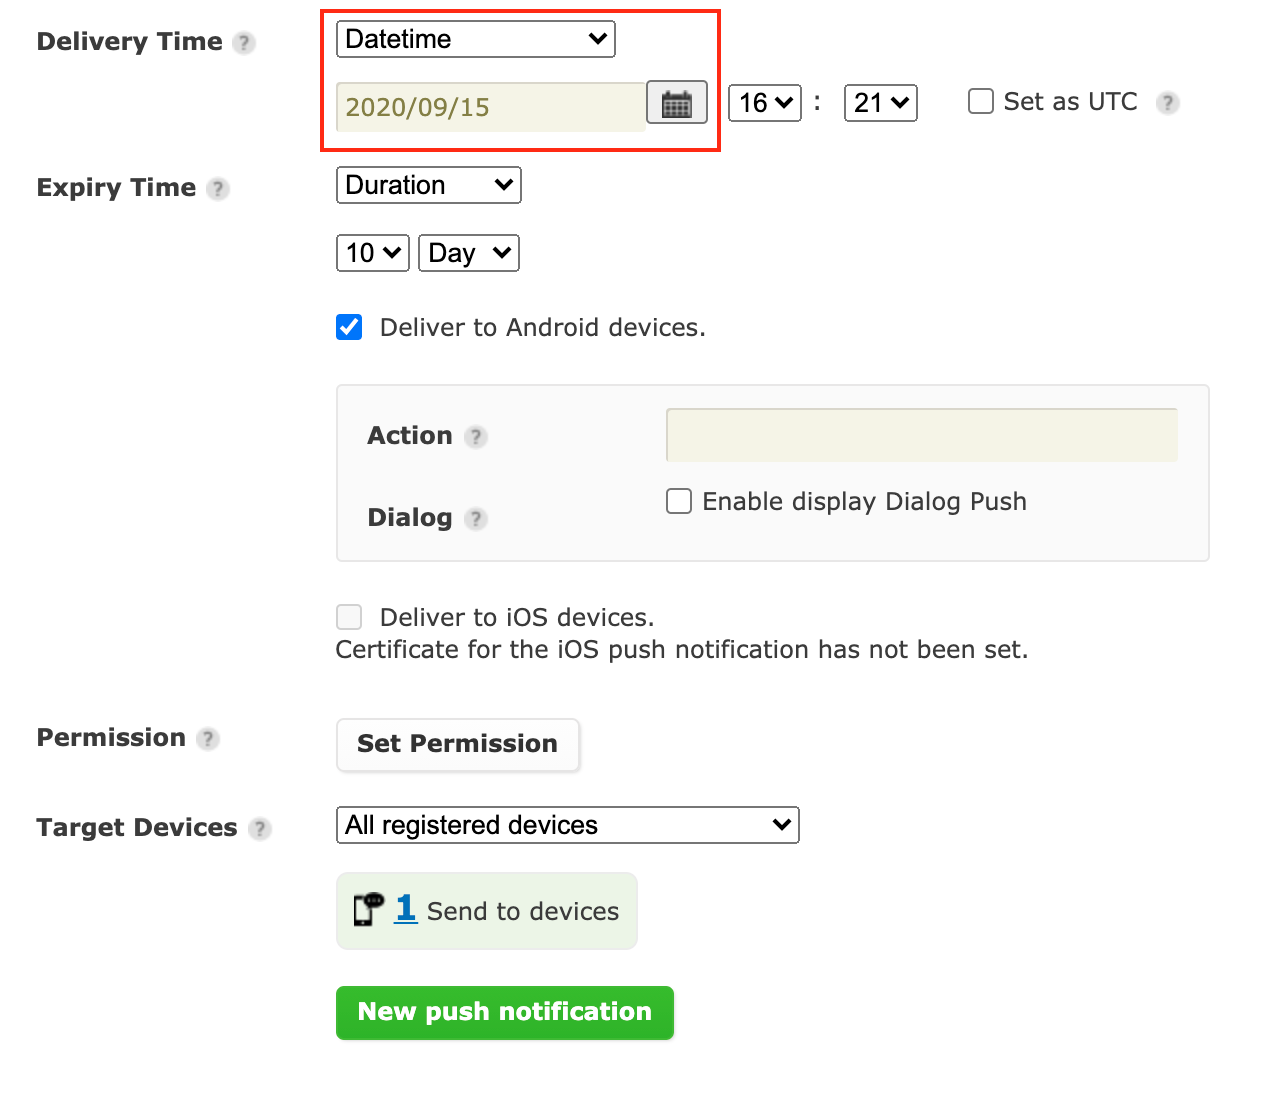 Delivery Time ? Datetime
2020/09/15 16 : 21 Set as UTC ?
Expiry Time ? Duration
10 Day
Deliver to Android devices.
Action ?
Dialog ? Enable display Dialog Push
Deliver to iOS devices.
Certificate for the iOS push notification has not been set.
Permission ? Set Permission
Target Devices ? All registered devices
1 Send to devices
New push notification